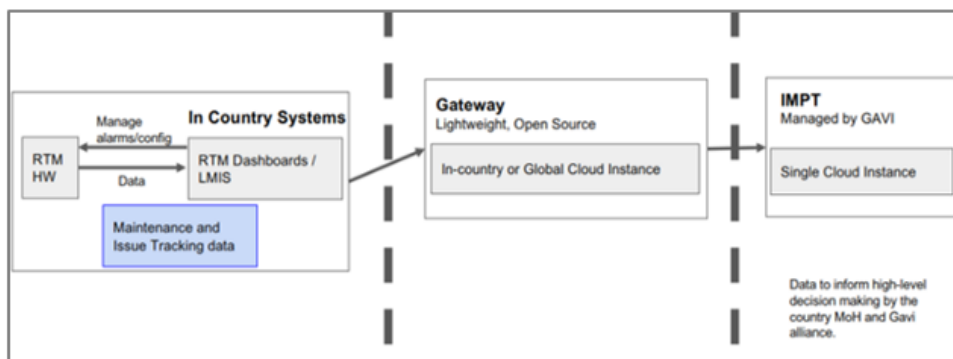 In Country Systems
Manage
alarms/config
RTM
HW
Data
RTM Dashboards /
LMIS
Maintenance and
Issue Tracking data
Gateway
Lightweight, Open Source
In-country or Global Cloud Instance
IMPT
Managed by GAVI
Single Cloud Instance
Data to inform high-level
decision making by the
country MoH and Gavi
alliance.